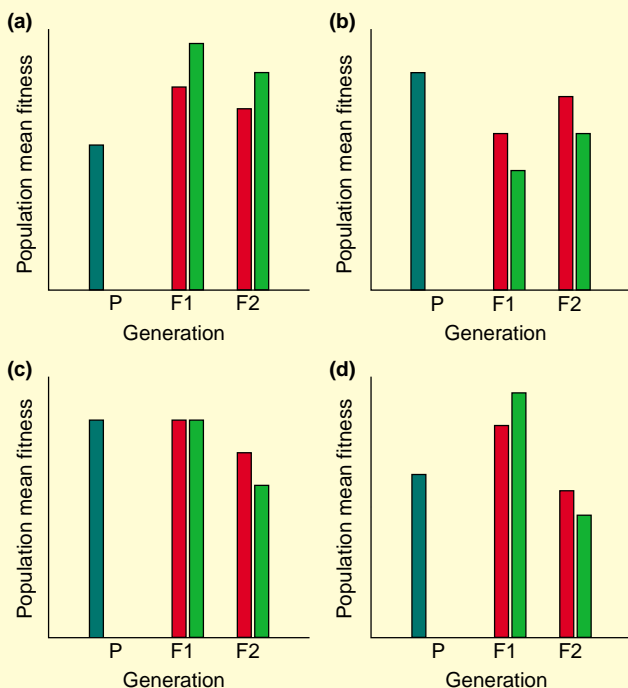 (a)
Population mean fitness
P F1 F2
Generation
(b)
Population mean fitness
P F1 F2
Generation
(c)
Population mean fitness
P F1 F2
Generation
(d)
Population mean fitness
P F1 F2
Generation